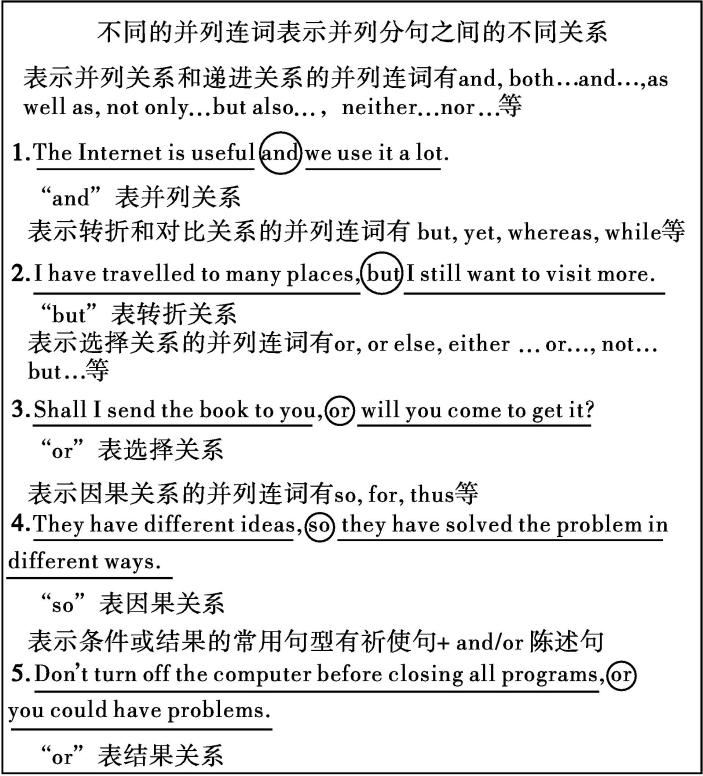 不同的并列连词表示并列分句之间的不同关系
表示并列关系和递进关系的并列连词有and, both…and…,as
well as, not only…but also…, neither…nor…等
1.The Internet is useful and we use it a lot.
“and”表并列关系
表示转折和对比关系的并列连词有 but, yet, whereas, while等
2.I have travelled to many places, but I still want to visit more.
“but”表转折关系
表示选择关系的并列连词有or, or else, either … or…, not…
but…等
3.Shall I send the book to you, or will you come to get it?
“or”表选择关系
表示因果关系的并列连词有so, for, thus等
4.They have different ideas, so they have solved the problem in
different ways.
“so”表因果关系
表示条件或结果的常用句型有祈使句+ and/or 陈述句
5.Don't turn off the computer before closing all programs, or
you could have problems.
“or”表结果关系